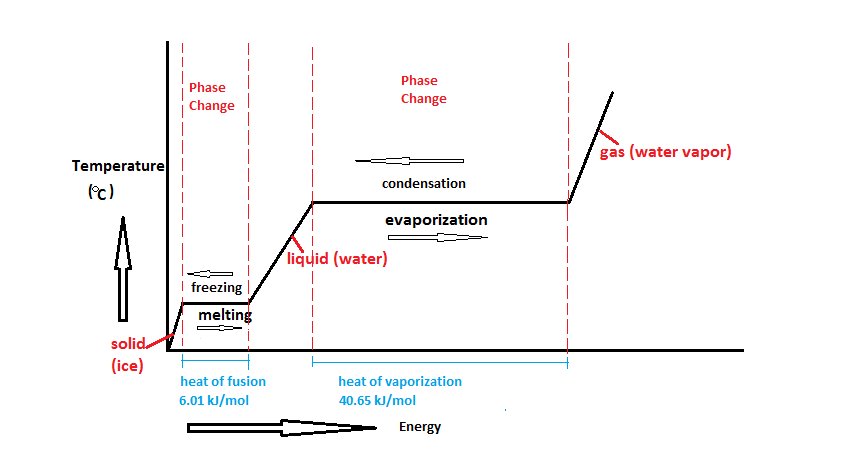 Phase
Change
Phase
Change
gas (water vapor)
Temperature
(°C)
condensation
evaporization
liquid (water)
freezing
melting
solid
(ice)
heat of fusion
6.01 kJ/mol
heat of vaporization
40.65 kJ/mol
Energy